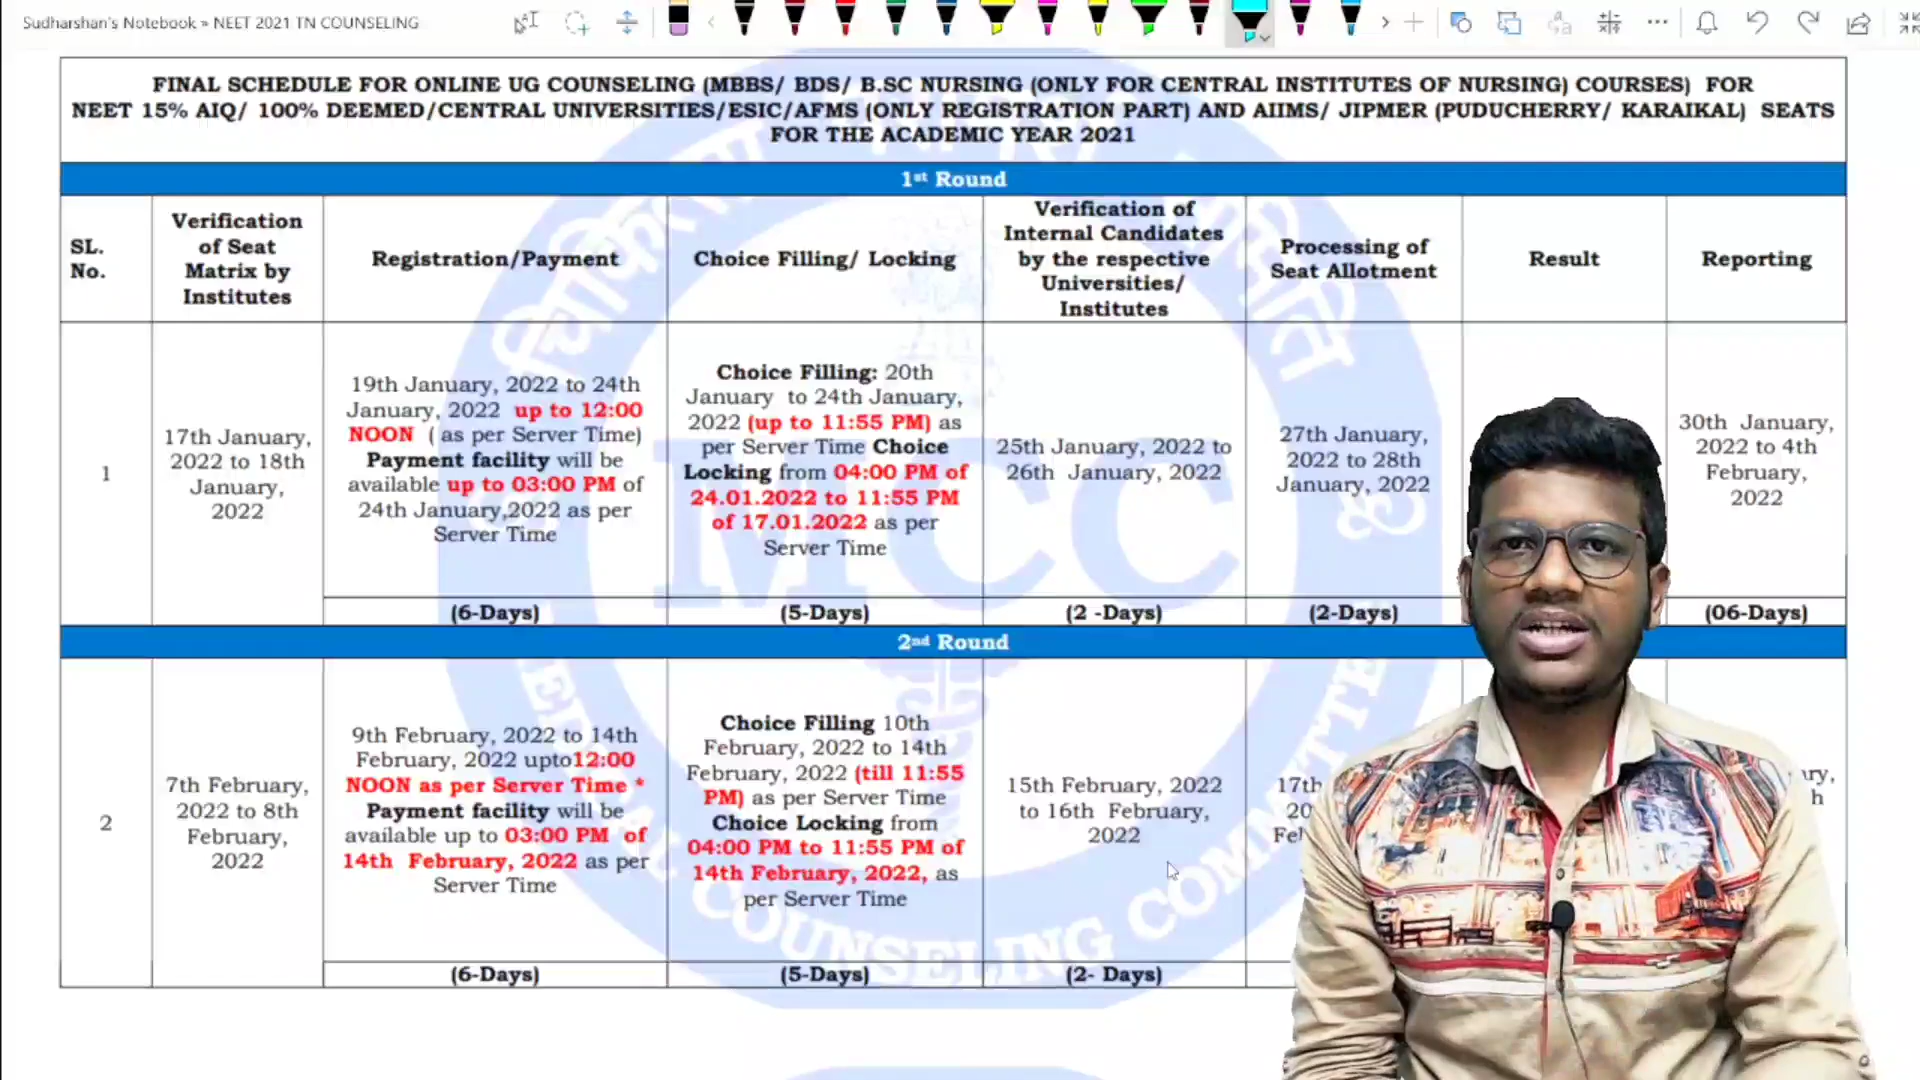 Sudharshan's Notebook » NEET 2021 TN COUNSELING
FINAL SCHEDULE FOR ONLINE UG COUNSELING (MBBS/ BDS/ B.SC NURSING (ONLY FOR CENTRAL INSTITUTES OF NURSING) COURSES) FOR
NEET 15% AIQ/ 100% DEEMED/CENTRAL UNIVERSITIES/ESIC/AFMS (ONLY REGISTRATION PART) AND AIIMS/ JIPMER (PUDUCHERRY/ KARAIKAL) SEATS
FOR THE ACADEMIC YEAR 2021
1st Round
SL.
No.
Verification
of Seat
Matrix by
Institutes
Registration/Payment
Choice Filling/ Locking
Verification of
Internal Candidates
by the respective
Universities/
Institutes
Processing of
Seat Allotment
Result
Reporting
1
17th January,
2022 to 18th
January,
2022
19th January, 2022 to 24th
January, 2022 up to 12:00
NOON ( as per Server Time)
Payment facility will be
available up to 03:00 PM of
24th January,2022 as per
Server Time
(6-Days)
Choice Filling: 20th
January to 24th January,
2022 (up to 11:55 PM) as
per Server Time Choice
Locking from 04:00 PM of
24.01.2022 to 11:55 PM
of 17.01.2022 as per
Server Time
(5-Days)
25th January, 2022 to
26th January, 2022
(2 -Days)
27th January,
2022 to 28th
January, 2022
(2-Days)
30th January,
2022 to 4th
February,
2022
(06-Days)
2nd Round
2
7th February,
2022 to 8th
February,
2022
9th February, 2022 to 14th
February, 2022 upto12:00
NOON as per Server Time *
Payment facility will be
available up to 03:00 PM of
14th February, 2022 as per
Server Time
(6-Days)
Choice Filling 10th
February, 2022 to 14th
February, 2022 (till 11:55
PM) as per Server Time
Choice Locking from
04:00 PM to 11:55 PM of
14th February, 2022, as
per Server Time
(5-Days)
15th February, 2022
to 16th February,
2022
(2- Days)
17th
20
Fel
ry,
h
MCC
COUNSELING COMMITTE